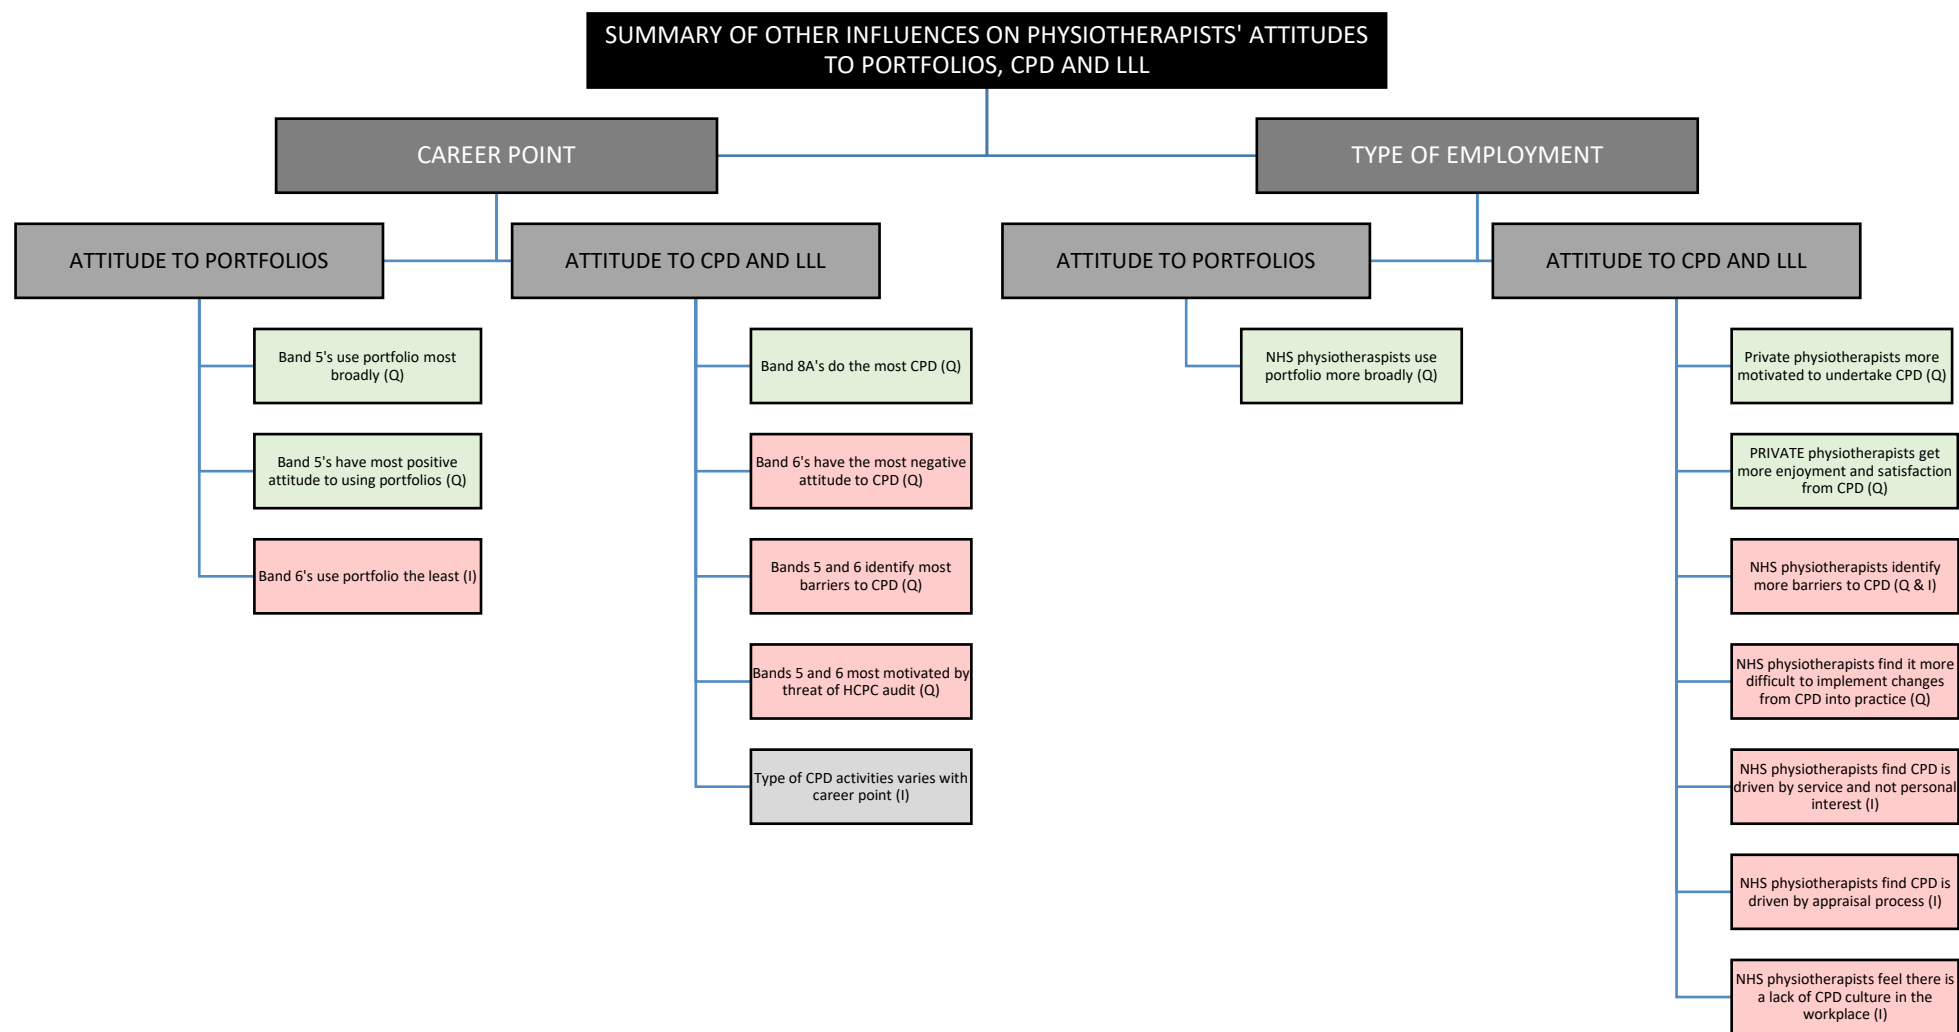 SUMMARY OF OTHER INFLUENCES ON PHYSIOTHERAPISTS' ATTITUDES
TO PORTFOLIOS, CPD AND LLL
CAREER POINT
TYPE OF EMPLOYMENT
ATTITUDE TO PORTFOLIOS
ATTITUDE TO CPD AND LLL
ATTITUDE TO PORTFOLIOS
ATTITUDE TO CPD AND LLL
Band 5's use portfolio most
broadly (Q)
Band 5's have most positive
attitude to using portfolios (Q)
Band 6's use portfolio the least (I)
Band 8A's do the most CPD (Q)
Band 6's have the most negative
attitude to CPD (Q)
Bands 5 and 6 identify most
barriers to CPD (Q)
Bands 5 and 6 most motivated by
threat of HCPC audit (Q)
Type of CPD activities varies with
career point (I)
NHS physiotheraspists use
portfolio more broadly (Q)
Private physiotherapists more
motivated to undertake CPD (Q)
PRIVATE physiotherapists get
more enjoyment and satisfaction
from CPD (Q)
NHS physiotherapists identify
more barriers to CPD (Q & I)
NHS physiotherapists find it more
difficult to implement changes
from CPD into practice (Q)
NHS physiotherapists find CPD is
driven by service and not personal
interest (I)
NHS physiotherapists find CPD is
driven by appraisal process (I)
NHS physiotherapists feel there is
a lack of CPD culture in the
workplace (I)